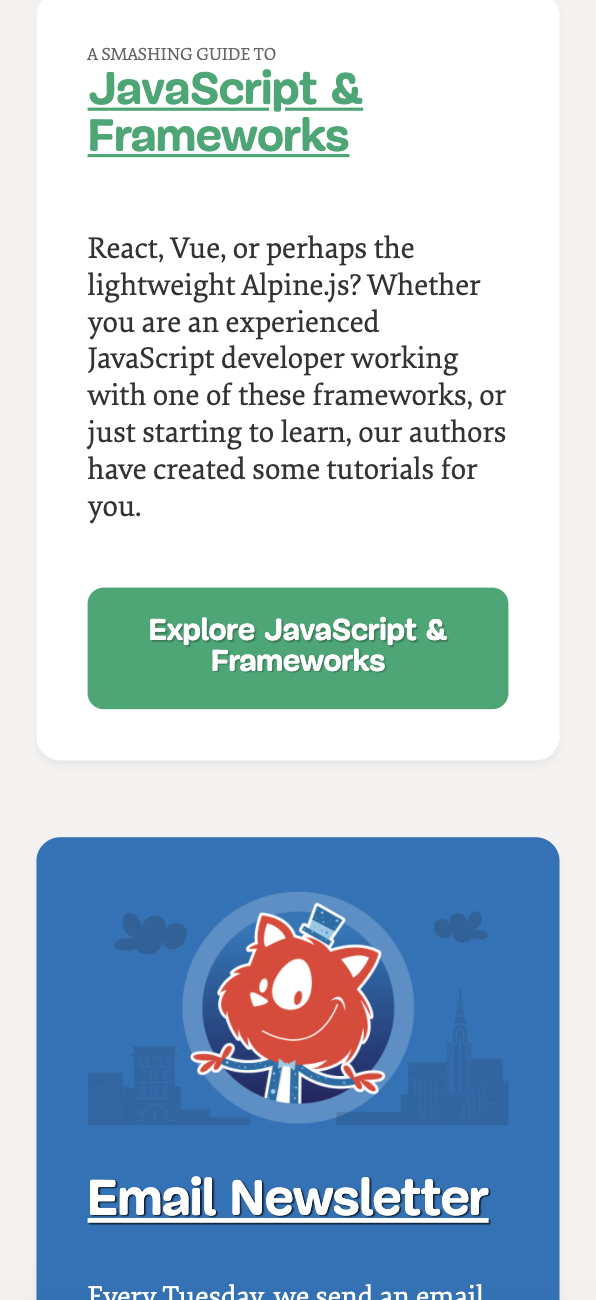 A SMASHING GUIDE TO
JavaScript &
Frameworks
React, Vue, or perhaps the
lightweight Alpine.js? Whether
you are an experienced
JavaScript developer working
with one of these frameworks, or
just starting to learn, our authors
have created some tutorials for
you.
Explore JavaScript &
Frameworks
Email Newsletter
Every Tuesday, we send an email